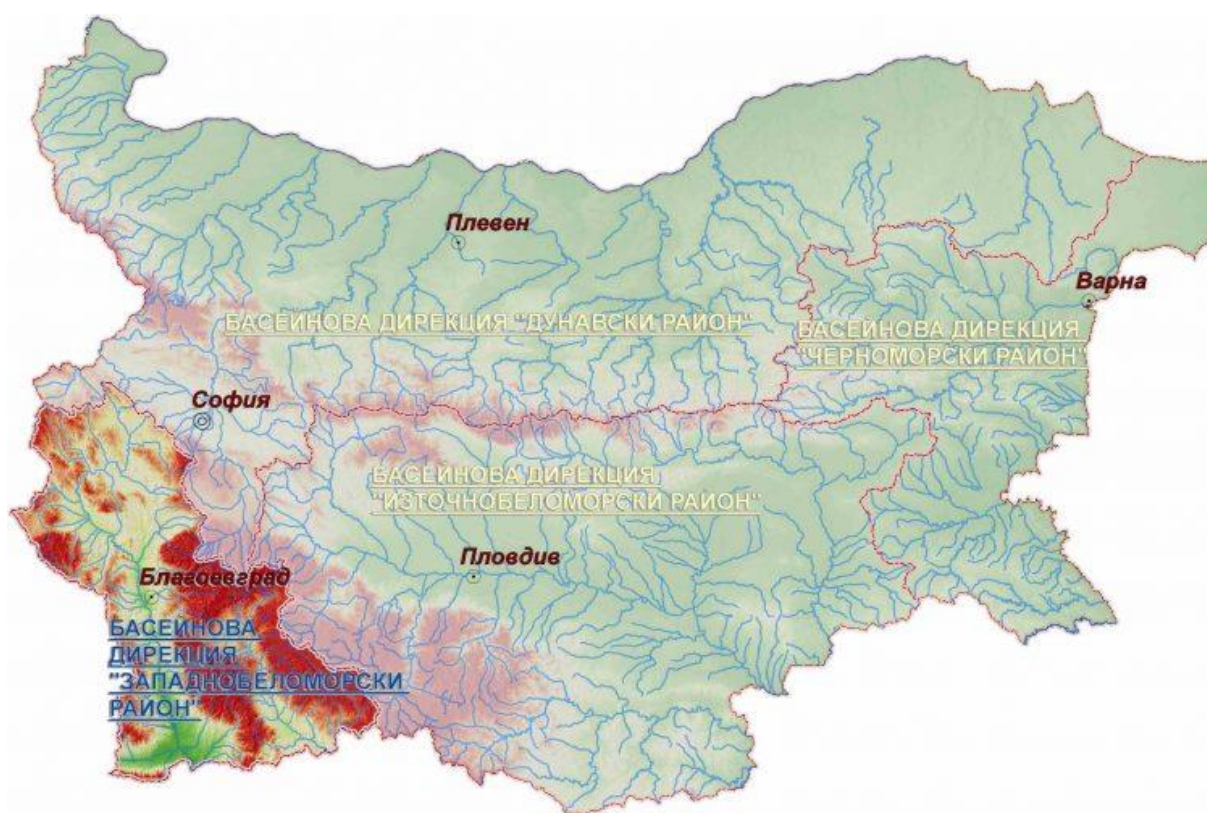 Плевен
Варна
БАСЕЙНОВА ДИРЕКЦИЯ "ДУНАВСКИ РАЙОН"
БАСЕЙНОВА ДИРЕКЦИЯ
"ЧЕРНОМОРСКИ РАЙОН"
София
БАСЕЙНОВА ДИРЕКЦИЯ
"ИЗТОЧНОБЕЛОМОРСКИ РАЙОН"
Пловдив
Благоевград
БАСЕЙНОВА
ДИРЕКЦИЯ
"ЗАПАДНОБЕЛОМОРСКИ
РАЙОН"